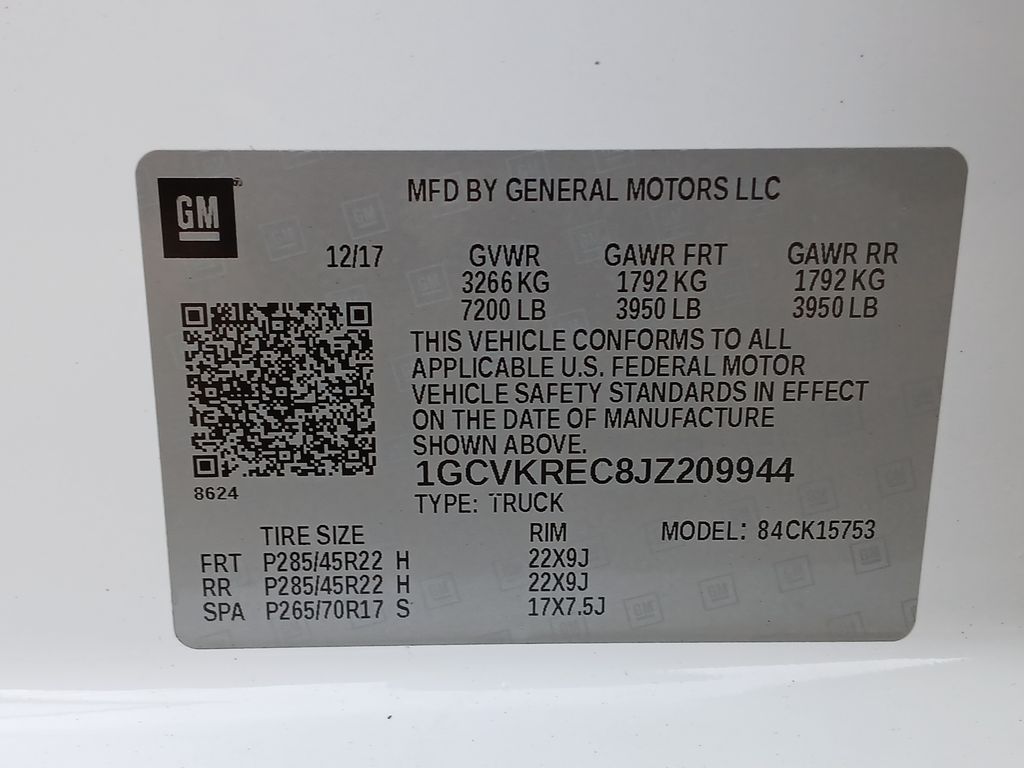 GM
MFD BY GENERAL MOTORS LLC
12/17 GVWR GAWR FRT GAWR RR
3266 KG 1792 KG 1792 KG
7200 LB 3950 LB 3950 LB
THIS VEHICLE CONFORMS TO ALL
APPLICABLE U.S. FEDERAL MOTOR
VEHICLE SAFETY STANDARDS IN EFFECT
ON THE DATE OF MANUFACTURE
SHOWN ABOVE.
1GCVKREC8JZ209944
8624
TYPE: TRUCK
TIRE SIZE RIM MODEL: 84CK15753
FRT P285/45R22 H 22X9J
RR P285/45R22 H 22X9J
SPA P265/70R17 S 17X7.5J